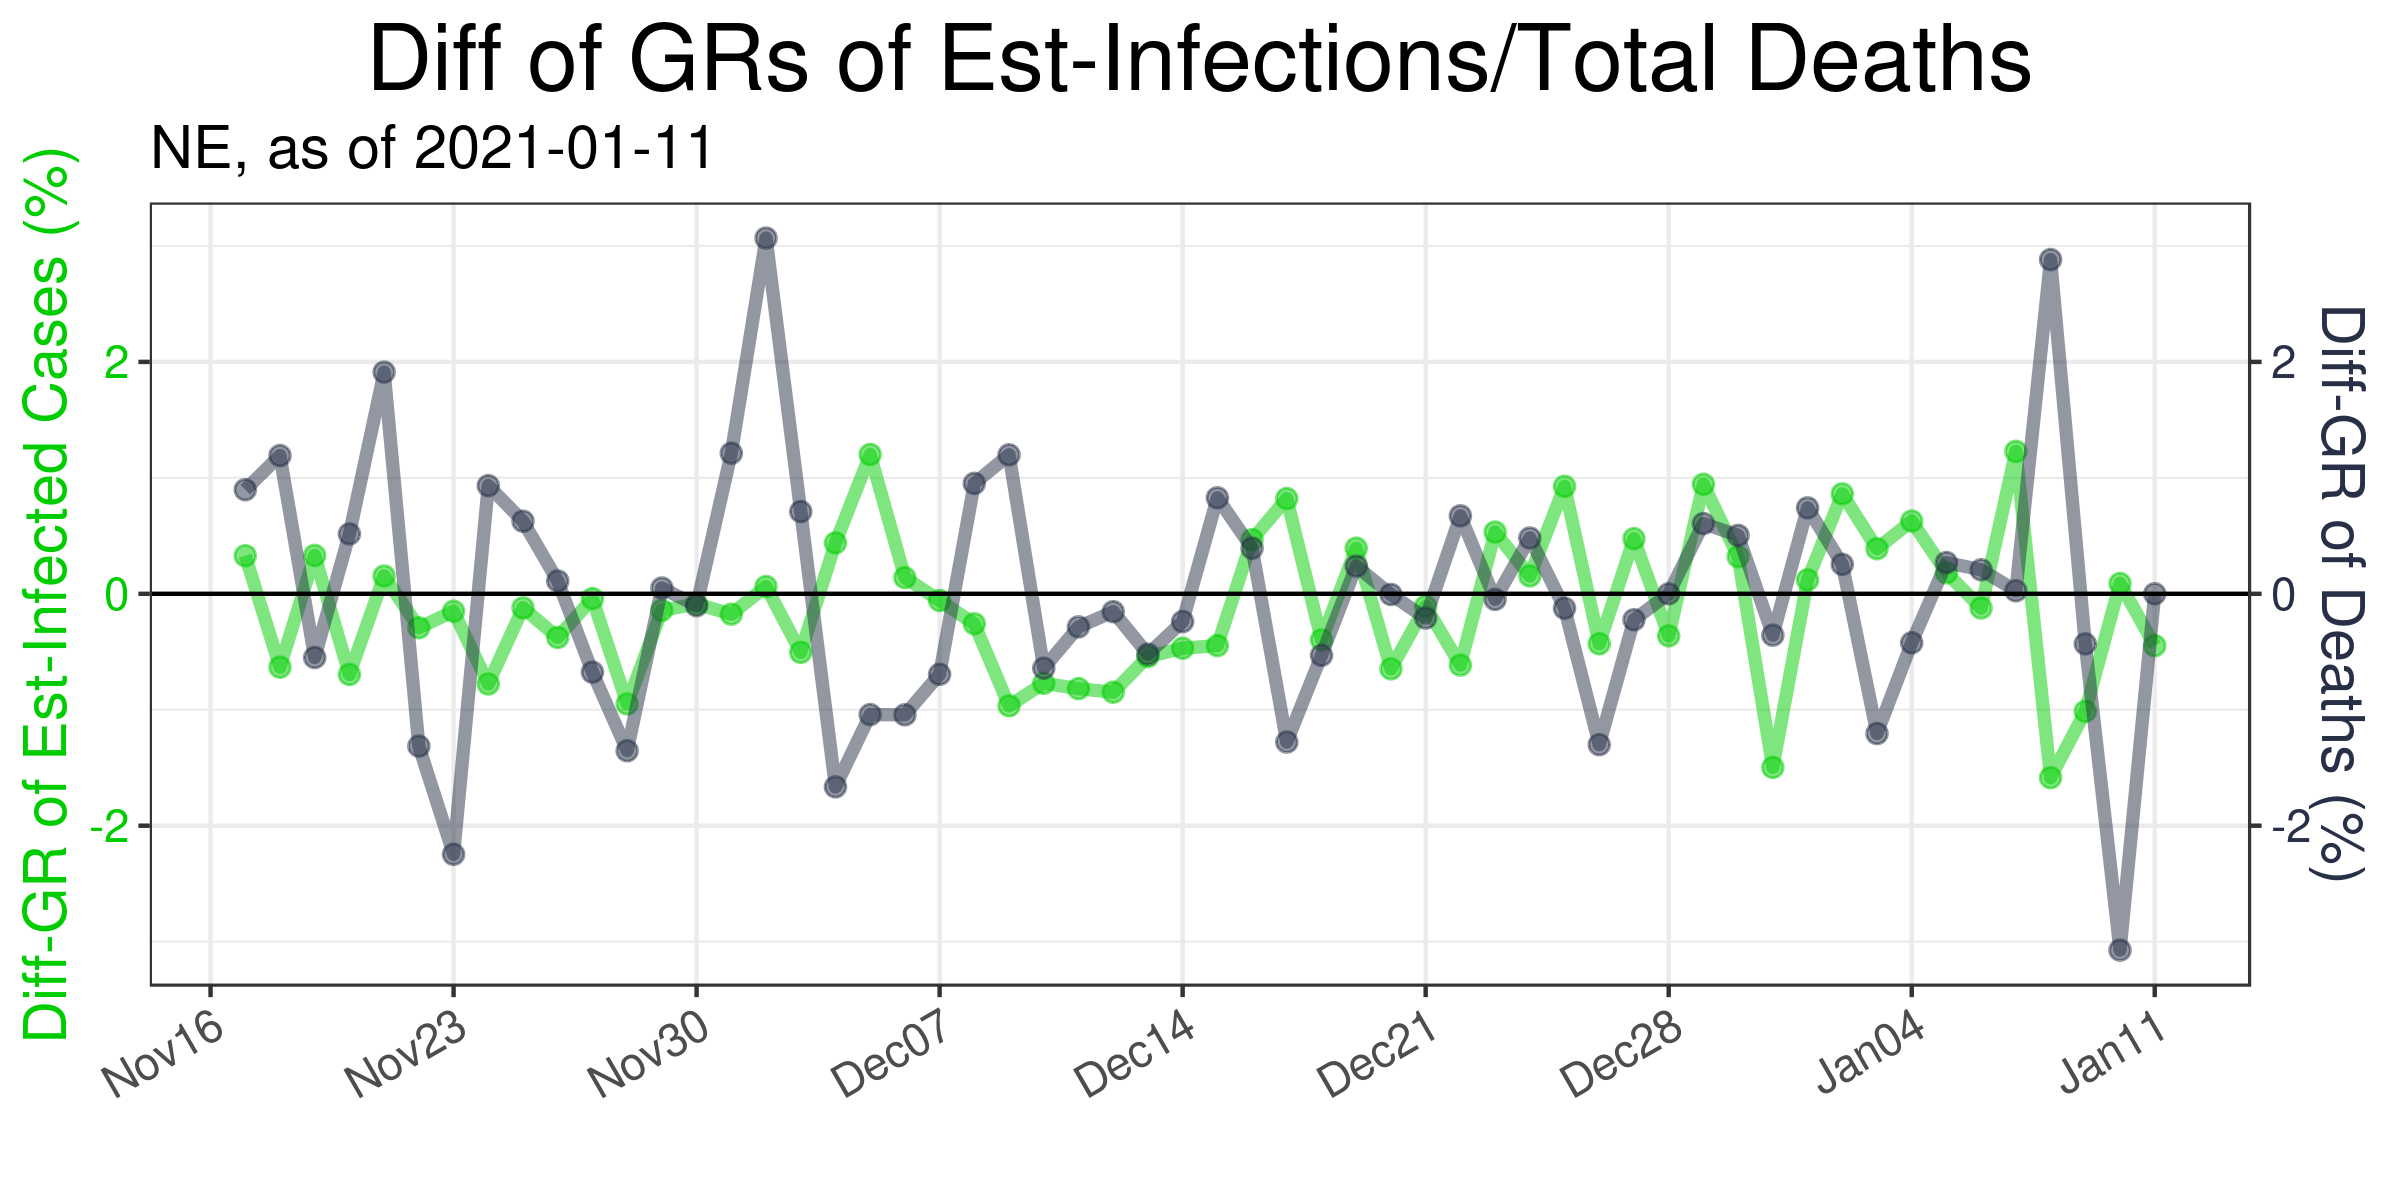 Diff of GRs of Est-Infections/Total Deaths
NE, as of 2021-01-11
Diff-GR of Est-Infected Cases (%)
2
0
-2
2
0
-2
Diff-GR of Deaths (%)
Nov16
Nov23
Nov30
Dec07
Dec14
Dec21
Dec28
Jan04
Jan11